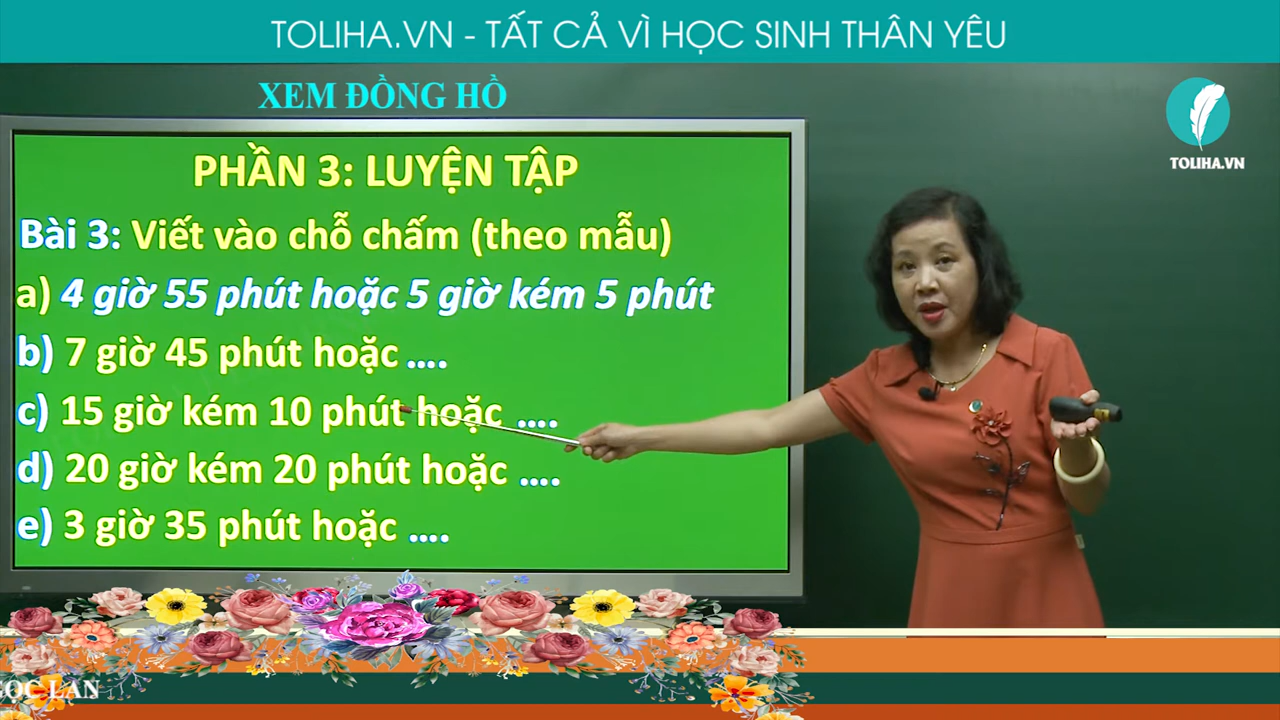 TOLIHA.VN - TẤT CẢ VÌ HỌC SINH THÂN YÊU
XEM ĐỒNG HỒ
TOLIHA.VN
PHẦN 3: LUYỆN TẬP
Bài 3: Viết vào chỗ chấm (theo mẫu)
a) 4 giờ 55 phút hoặc 5 giờ kém 5 phút
b) 7 giờ 45 phút hoặc ....
c) 15 giờ kém 10 phút hoặc ....
d) 20 giờ kém 20 phút hoặc ....
e) 3 giờ 35 phút hoặc ....
LAN